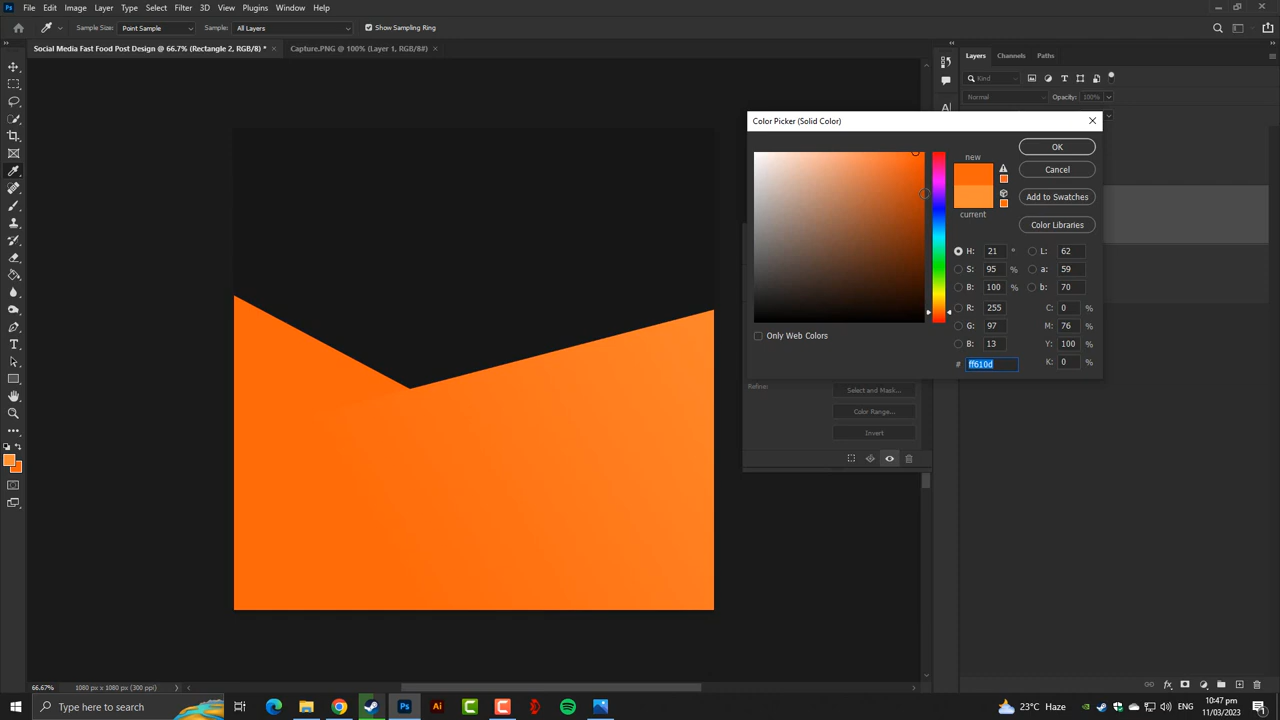 Ps File Edit Image Layer Type Select Filter 3D View Plugins Window Help
Sample Size: Point Sample Sample: All Layers Show Sampling Ring
Social Media Fast Food Post Design @ 66.7% (Rectangle 2, RGB/8) * × Capture.PNG @ 100% (Layer 1, RGB/8#) ×
Layers Channels Paths
Kind
Normal Opacity: 100%
Color Picker (Solid Color)
new
current
OK
Cancel
Add to Swatches
Color Libraries
H: 21 ° L: 62
S: 95 % a: 59
B: 100 % b: 70
R: 255 C: 0 %
G: 97 M: 76 %
B: 13 Y: 100 %
# ff610d K: 0 %
Only Web Colors
Refine: Select and Mask...
Color Range...
Invert
66.67% 1080 px x 1080 px (300 ppi)
Type here to search
Ps Ai
23°C Haze
10:47 pm
11/03/2023